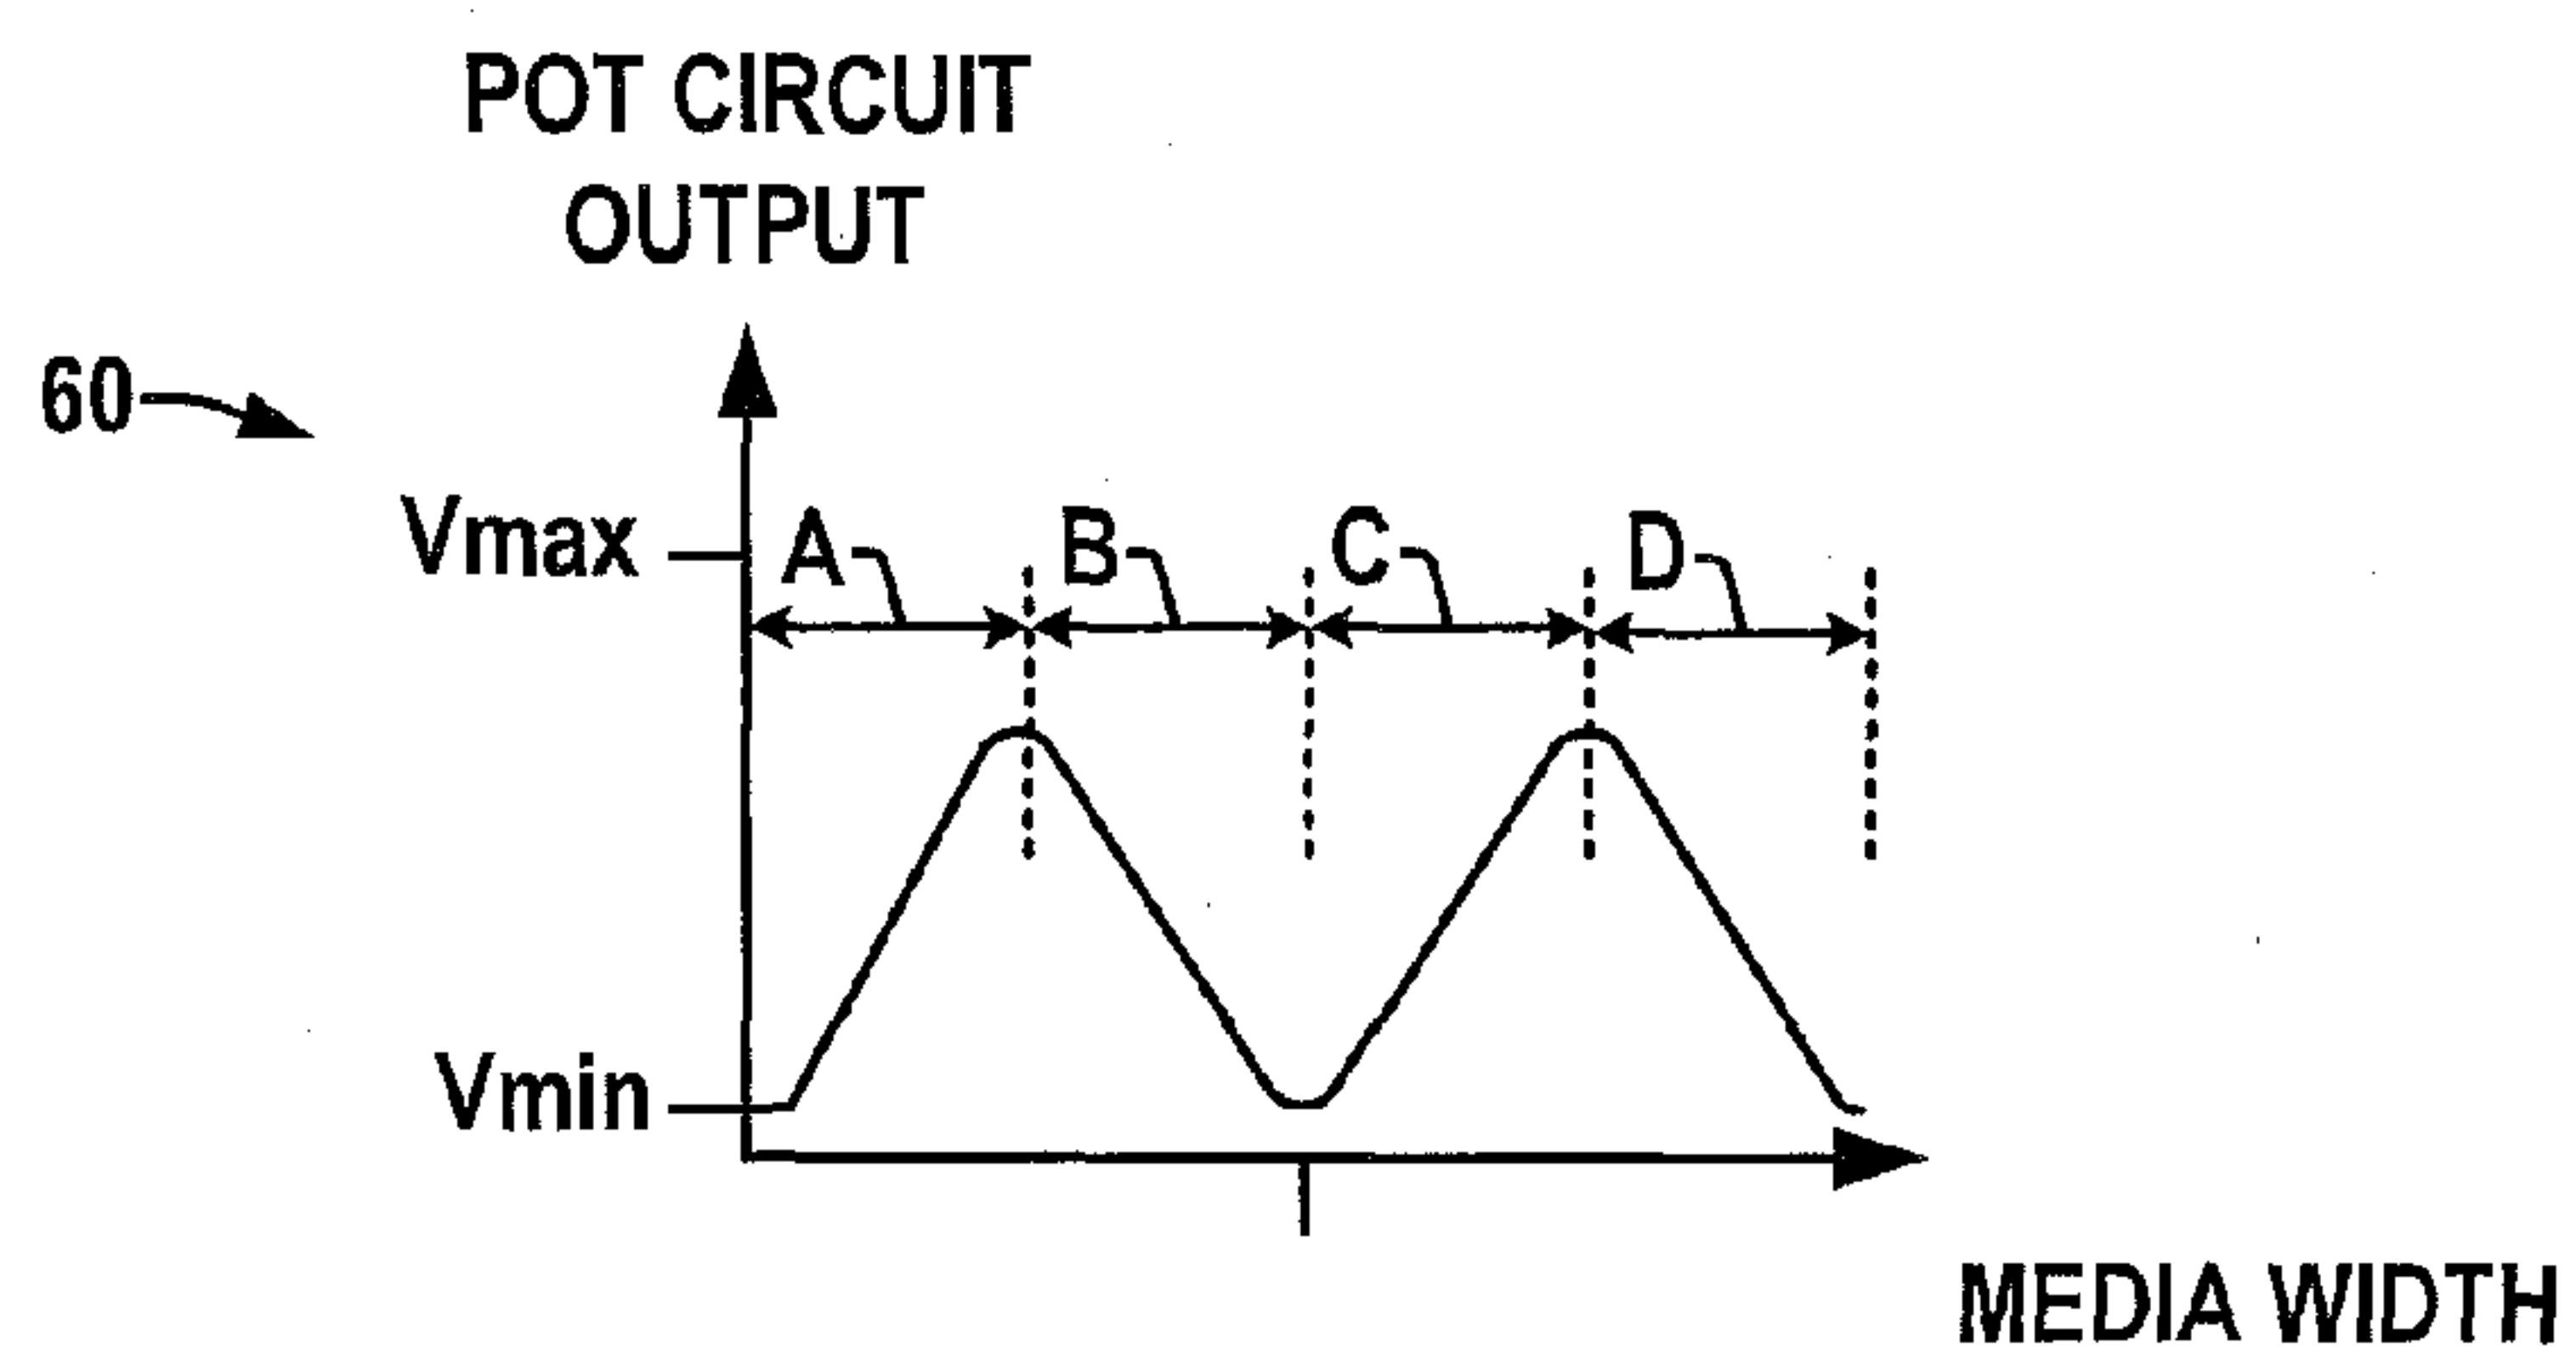 POT CIRCUIT
OUTPUT
60
Vmax
A
B
C
D
Vmin
MEDIA WIDTH